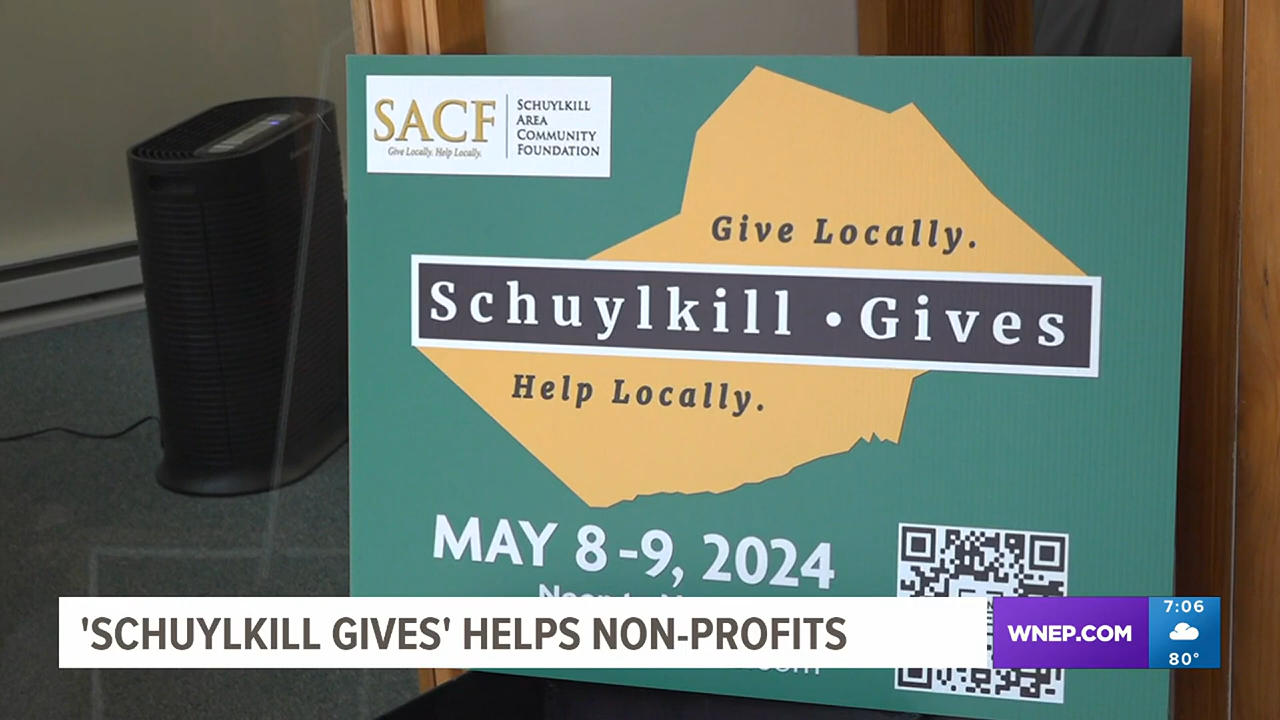 SACF
Give Locally. Help Locally.
SCHUYLKILL
AREA
COMMUNITY
FOUNDATION
Give Locally.
Schuylkill • Gives
Help Locally.
MAY 8-9, 2024
'SCHUYLKILL GIVES' HELPS NON-PROFITS
WNEP.COM
7:06
80°